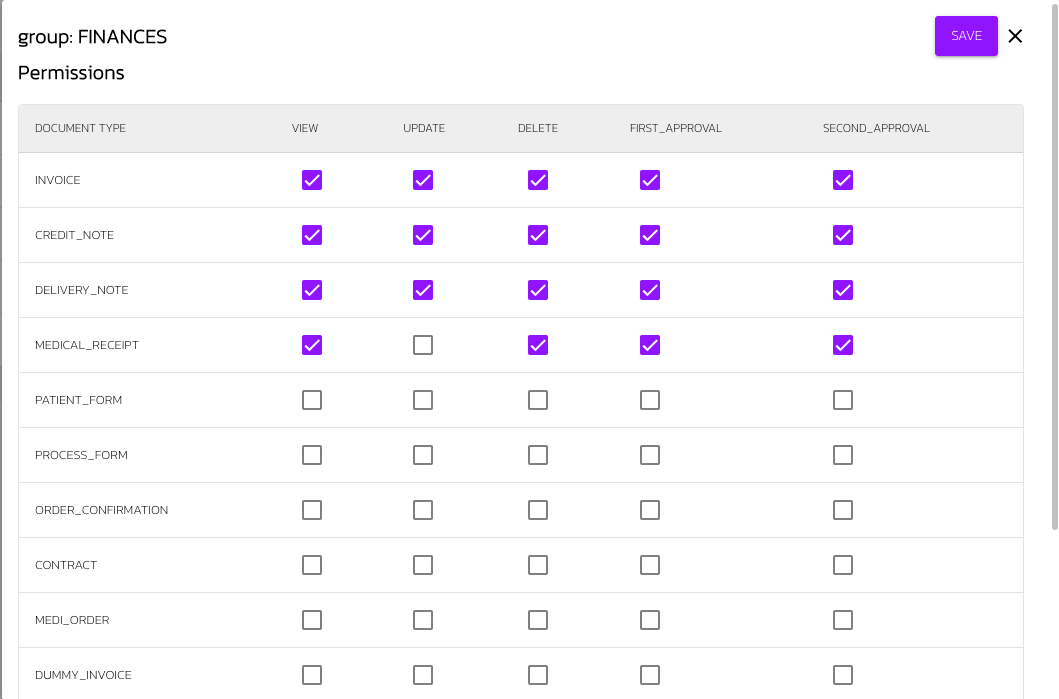 group: FINANCES
SAVE
Permissions
DOCUMENT TYPE VIEW UPDATE DELETE FIRST_APPROVAL SECOND_APPROVAL
INVOICE
CREDIT_NOTE
DELIVERY_NOTE
MEDICAL_RECEIPT
PATIENT_FORM
PROCESS_FORM
ORDER_CONFIRMATION
CONTRACT
MEDI_ORDER
DUMMY_INVOICE